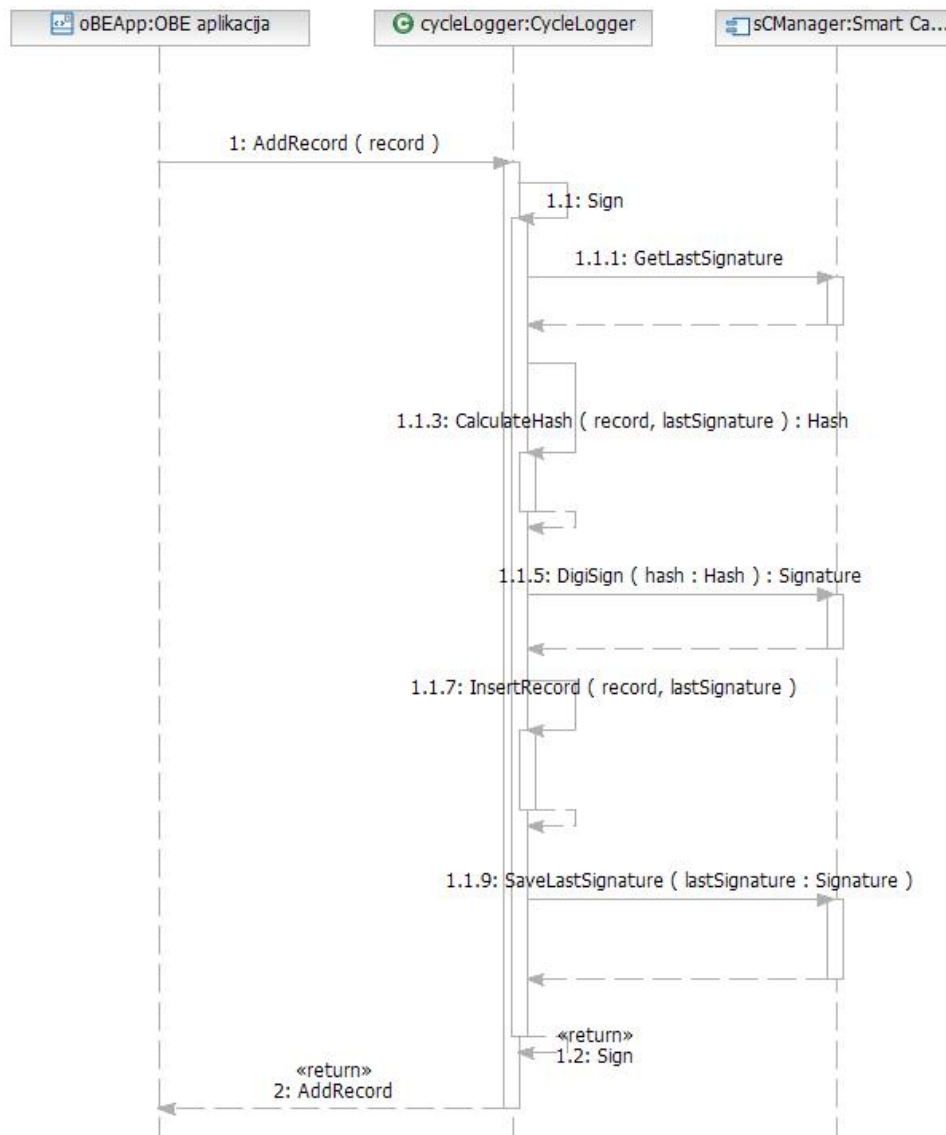 oBEApp:OBE aplikacija
cycleLogger:CycleLogger
sCManager:Smart Ca...
1: AddRecord ( record )
1.1: Sign
1.1.1: GetLastSignature
1.1.3: CalculateHash ( record, lastSignature ) : Hash
1.1.5: DigiSign ( hash : Hash ) : Signature
1.1.7: InsertRecord ( record, lastSignature )
1.1.9: SaveLastSignature ( lastSignature : Signature )
«return»
1.2: Sign
«return»
2: AddRecord